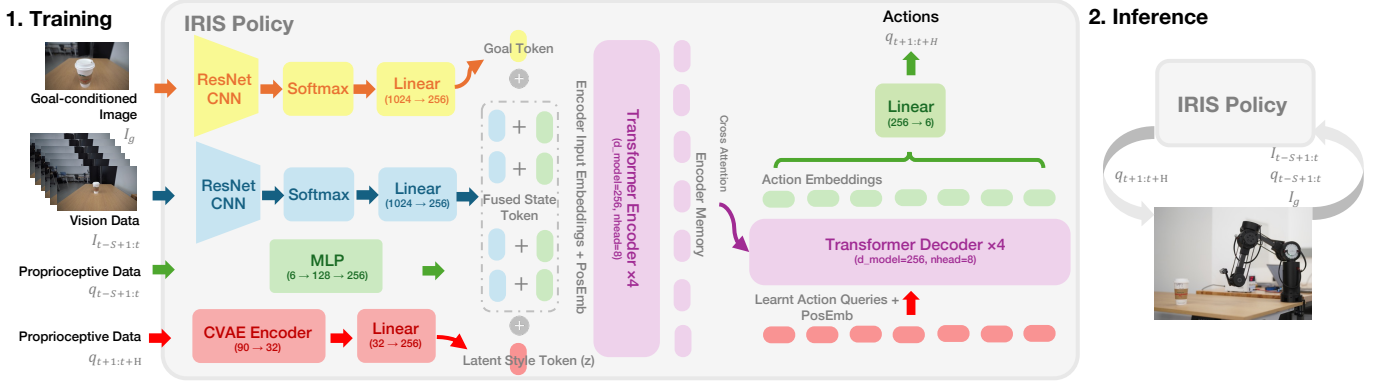 1. Training
IRIS Policy
Goal-conditioned
Image
I_g
ResNet
CNN
Softmax
Linear
(1024 → 256)
Goal Token
+
Vision Data
I_{t−S+1:t}
ResNet
CNN
Softmax
Linear
(1024 → 256)
+
+
Fused State
Token
+
+
Proprioceptive Data
q_{t−S+1:t}
MLP
(6 → 128 → 256)
+
Proprioceptive Data
q_{t+1:t+H}
CVAE Encoder
(90 → 32)
Linear
(32 → 256)
Latent Style Token (z)
Encoder Input Embeddings + PosEmb
Transformer Encoder ×4
(d_model=256, nhead=8)
Encoder Memory
Cross Attention
Actions
q_{t+1:t+H}
Linear
(256 → 6)
Action Embeddings
Transformer Decoder ×4
(d_model=256, nhead=8)
Learnt Action Queries +
PosEmb
2. Inference
IRIS Policy
q_{t+1:t+H}
I_{t−S+1:t}
q_{t−S+1:t}
I_g